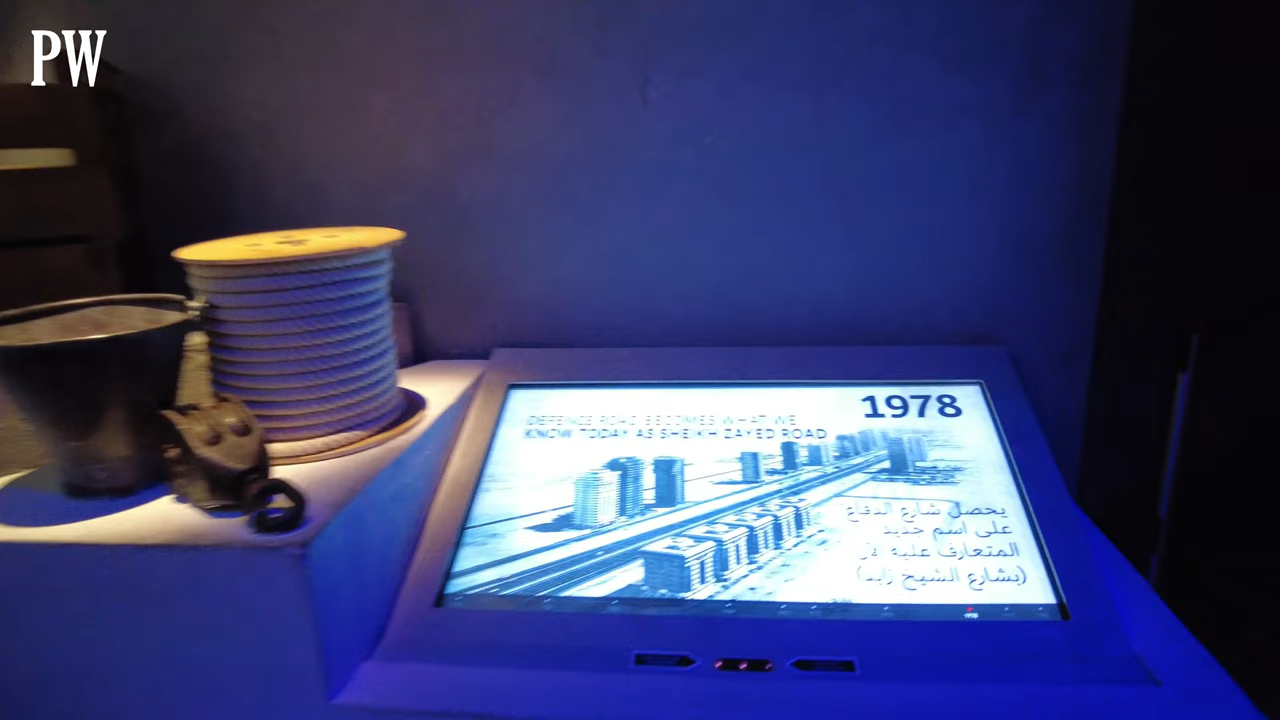 PW
1978
DEFENCE ROAD BECOMES WHAT WE
KNOW TODAY AS SHEIKH ZAYED ROAD
يحصل شارع الدفاع
على اسم جديد
المتعارف عليه
(بشارع الشيخ زايد)